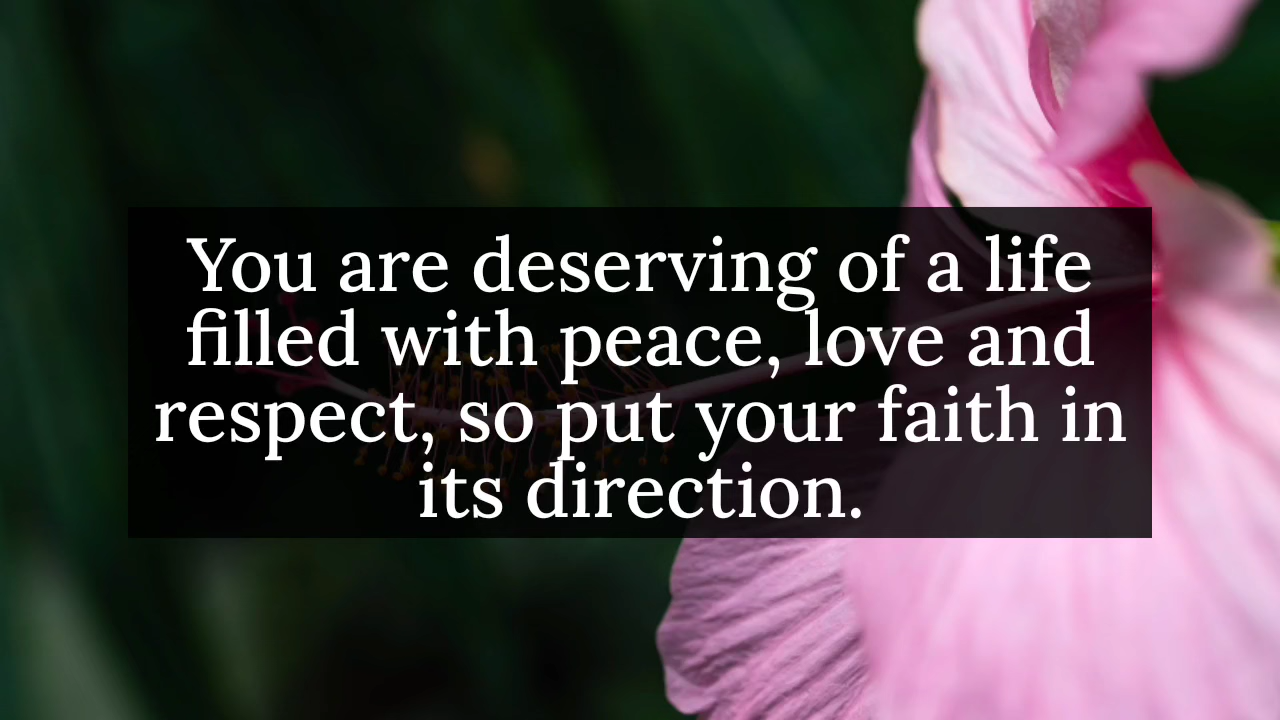 You are deserving of a life
filled with peace, love and
respect, so put your faith in
its direction.